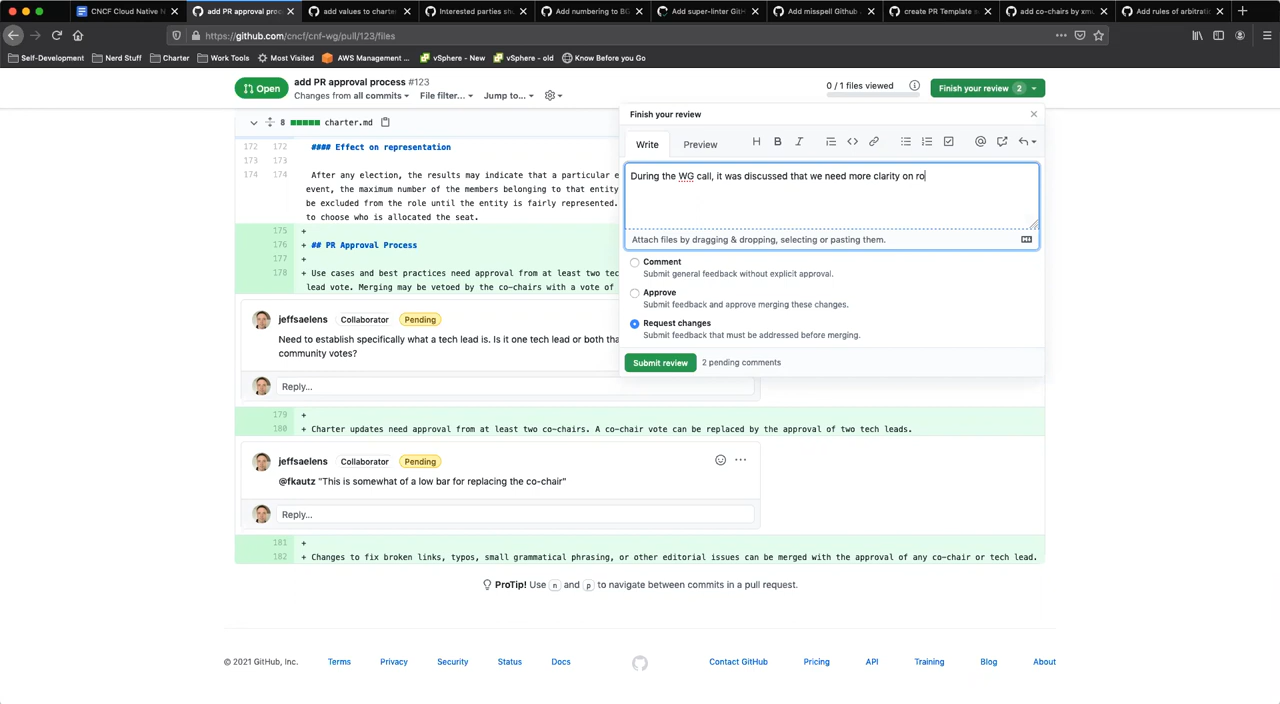 CNCF Cloud Native N
add PR approval proc
add values to charter
Interested parties sh
Add numbering to BG
Add super-linter GitH
Add misspell Github
create PR Template s
add co-chairs by xmu
Add rules of arbitratio
https://github.com/cncf/cnf-wg/pull/123/files
Self-Development
Nerd Stuff
Charter
Work Tools
Most Visited
AWS Management ...
vSphere - New
vSphere - old
Know Before you Go
Open
add PR approval process #123
Changes from all commits
File filter...
Jump to...
0 / 1 files viewed
Finish your review 2
8 charter.md
Finish your review
Write
Preview
During the WG call, it was discussed that we need more clarity on ro
Attach files by dragging & dropping, selecting or pasting them.
Comment
Submit general feedback without explicit approval.
Approve
Submit feedback and approve merging these changes.
Request changes
Submit feedback that must be addressed before merging.
Submit review
2 pending comments
172 172 #### Effect on representation
173 173
174 174 After any election, the results may indicate that a particular e
event, the maximum number of the members belonging to that entity
be excluded from the role until the entity is fairly represented.
to choose who is allocated the seat.
175 +
176 + ## PR Approval Process
177 +
178 + Use cases and best practices need approval from at least two tec
lead vote. Merging may be vetoed by the co-chairs with a vote of
jeffsaelens Collaborator Pending
Need to establish specifically what a tech lead is. Is it one tech lead or both tha
community votes?
Reply...
179 +
180 + Charter updates need approval from at least two co-chairs. A co-chair vote can be replaced by the approval of two tech leads.
jeffsaelens Collaborator Pending
@fkautz "This is somewhat of a low bar for replacing the co-chair"
Reply...
181 +
182 + Changes to fix broken links, typos, small grammatical phrasing, or other editorial issues can be merged with the approval of any co-chair or tech lead.
ProTip! Use n and p to navigate between commits in a pull request.
© 2021 GitHub, Inc.
Terms
Privacy
Security
Status
Docs
Contact GitHub
Pricing
API
Training
Blog
About